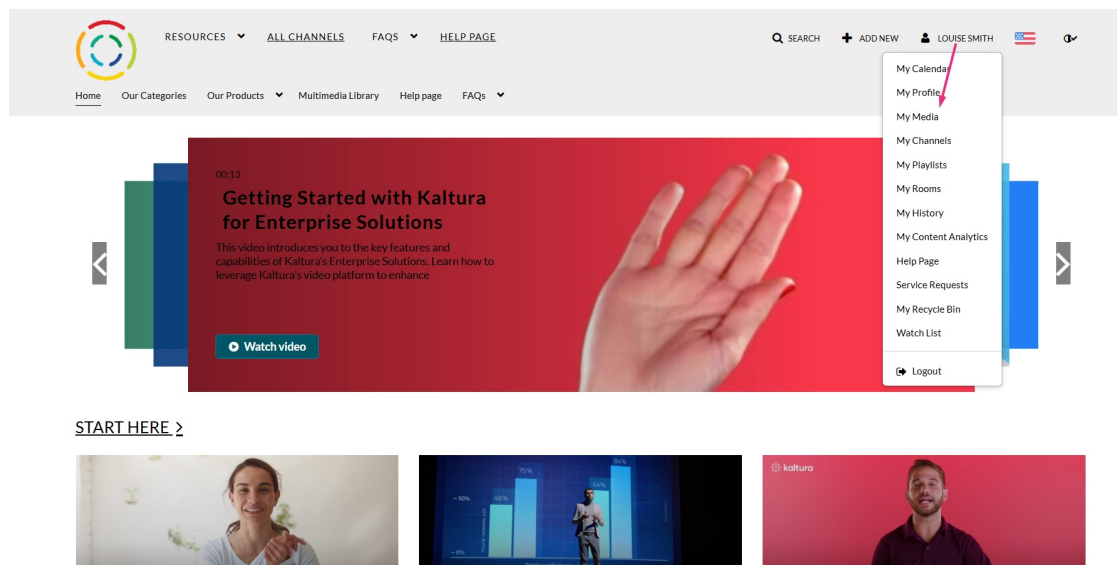 RESOURCES ALL CHANNELS FAQS HELP PAGE
SEARCH ADD NEW LOUISE SMITH
Home Our Categories Our Products Multimedia Library Help page FAQs
My Calendar
My Profile
My Media
My Channels
My Playlists
My Rooms
My History
My Content Analytics
Help Page
Service Requests
My Recycle Bin
Watch List
Logout
00:13
Getting Started with Kaltura
for Enterprise Solutions
This video introduces you to the key features and
capabilities of Kaltura's Enterprise Solutions. Learn how to
leverage Kaltura's video platform to enhance
Watch video
START HERE >
75%
84%
64%
48%
~ 50%
~ 0%
kaltura